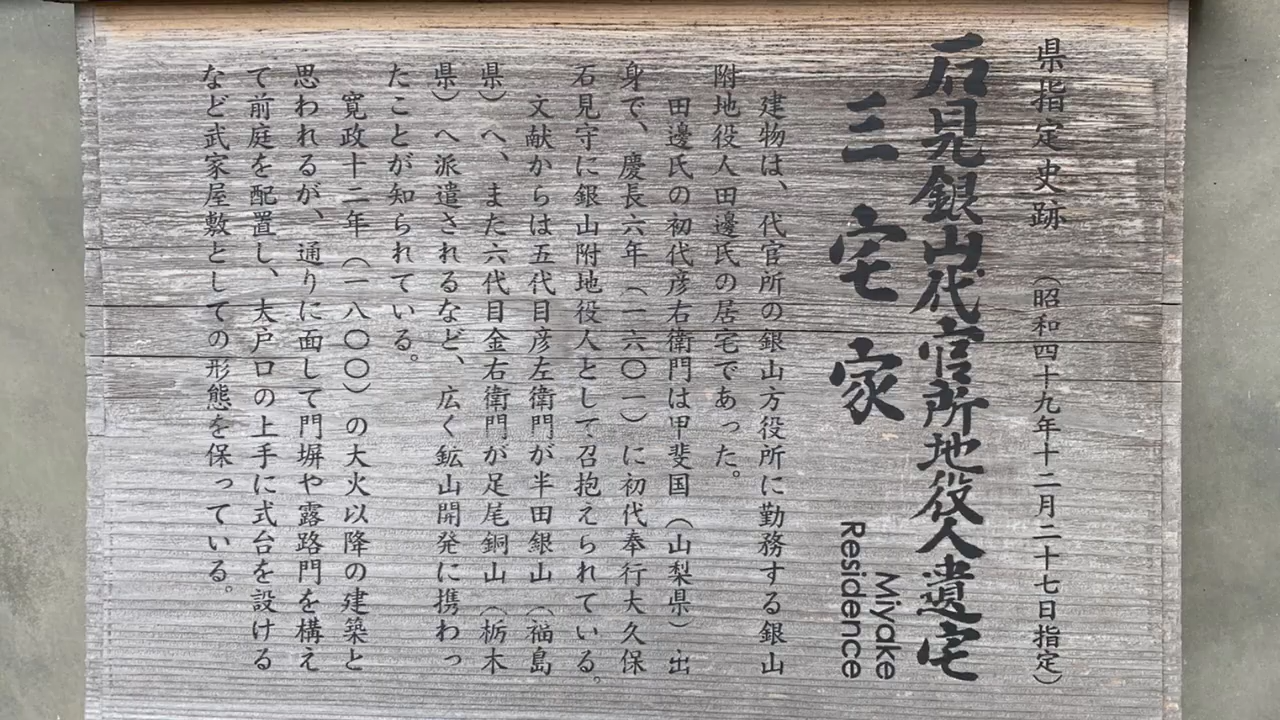 県指定史跡 (昭和四十九年十二月二十七日指定)
石見銀山代官所地役人遺宅
三宅家
Miyake
Residence
建物は、代官所の銀山方役所に勤務する銀山
附地役人田邊氏の居宅であった。
田邊氏の初代彦右衛門は甲斐国(山梨県)出
身で、慶長六年(一六〇一)に初代奉行大久保
石見守に銀山附地役人として召抱えられている。
文献からは五代目彦左衛門が半田銀山(福島
県)へ、また六代目金右衛門が足尾銅山(栃木
県)へ派遣されるなど、広く鉱山開発に携わっ
たことが知られている。
寛政十二年(一八〇〇)の大火以降の建築と
思われるが、通りに面して門塀や露路門を構え
て前庭を配置し、大戸口の上手に式台を設ける
など武家屋敷としての形態を保っている。